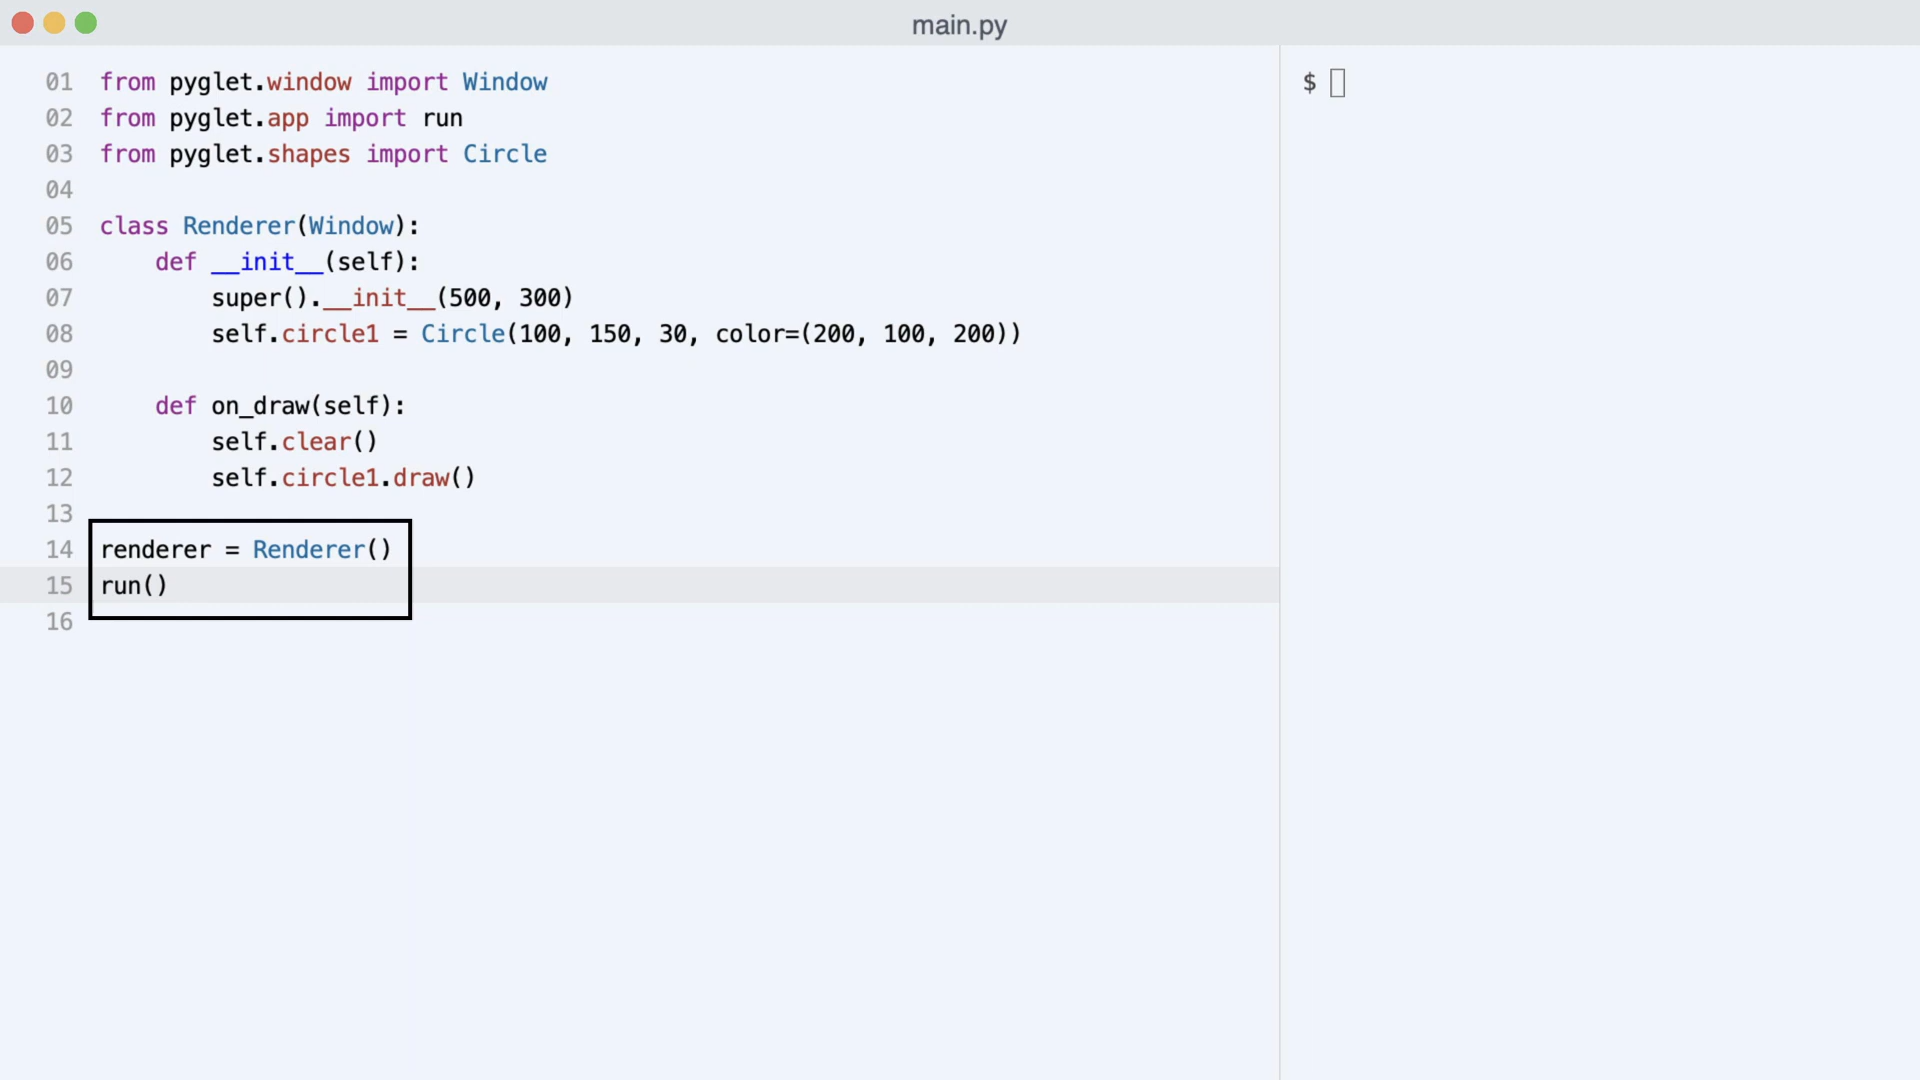 main.py
01 from pyglet.window import Window
02 from pyglet.app import run
03 from pyglet.shapes import Circle
04
05 class Renderer(Window):
06     def __init__(self):
07         super().__init__(500, 300)
08         self.circle1 = Circle(100, 150, 30, color=(200, 100, 200))
09
10     def on_draw(self):
11         self.clear()
12         self.circle1.draw()
13
14 renderer = Renderer()
15 run()
16
$